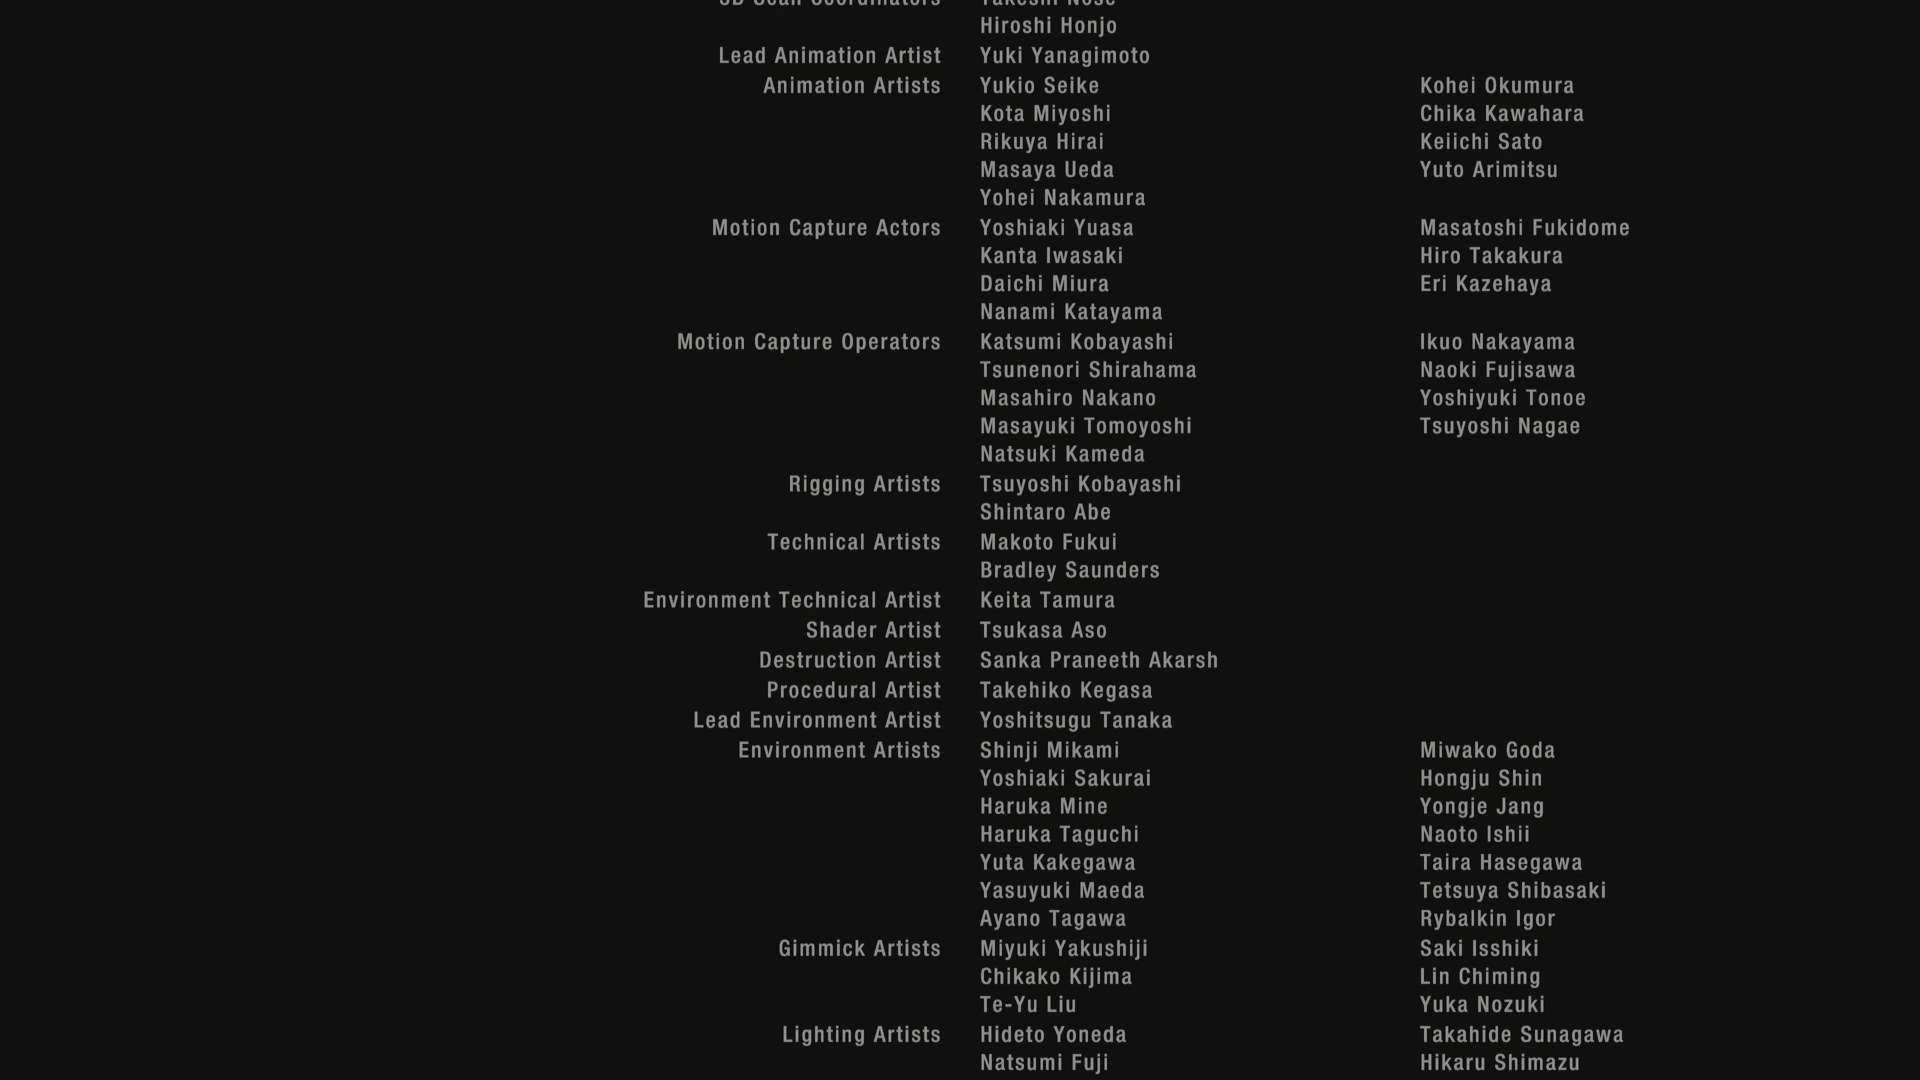 3D Scan Coordinators Takeshi Nose
Hiroshi Honjo
Lead Animation Artist Yuki Yanagimoto
Animation Artists Yukio Seike Kohei Okumura
Kota Miyoshi Chika Kawahara
Rikuya Hirai Keiichi Sato
Masaya Ueda Yuto Arimitsu
Yohei Nakamura
Motion Capture Actors Yoshiaki Yuasa Masatoshi Fukidome
Kanta Iwasaki Hiro Takakura
Daichi Miura Eri Kazehaya
Nanami Katayama
Motion Capture Operators Katsumi Kobayashi Ikuo Nakayama
Tsunenori Shirahama Naoki Fujisawa
Masahiro Nakano Yoshiyuki Tonoe
Masayuki Tomoyoshi Tsuyoshi Nagae
Natsuki Kameda
Rigging Artists Tsuyoshi Kobayashi
Shintaro Abe
Technical Artists Makoto Fukui
Bradley Saunders
Environment Technical Artist Keita Tamura
Shader Artist Tsukasa Aso
Destruction Artist Sanka Praneeth Akarsh
Procedural Artist Takehiko Kegasa
Lead Environment Artist Yoshitsugu Tanaka
Environment Artists Shinji Mikami Miwako Goda
Yoshiaki Sakurai Hongju Shin
Haruka Mine Yongje Jang
Haruka Taguchi Naoto Ishii
Yuta Kakegawa Taira Hasegawa
Yasuyuki Maeda Tetsuya Shibasaki
Ayano Tagawa Rybalkin Igor
Gimmick Artists Miyuki Yakushiji Saki Isshiki
Chikako Kijima Lin Chiming
Te-Yu Liu Yuka Nozuki
Lighting Artists Hideto Yoneda Takahide Sunagawa
Natsumi Fuji Hikaru Shimazu